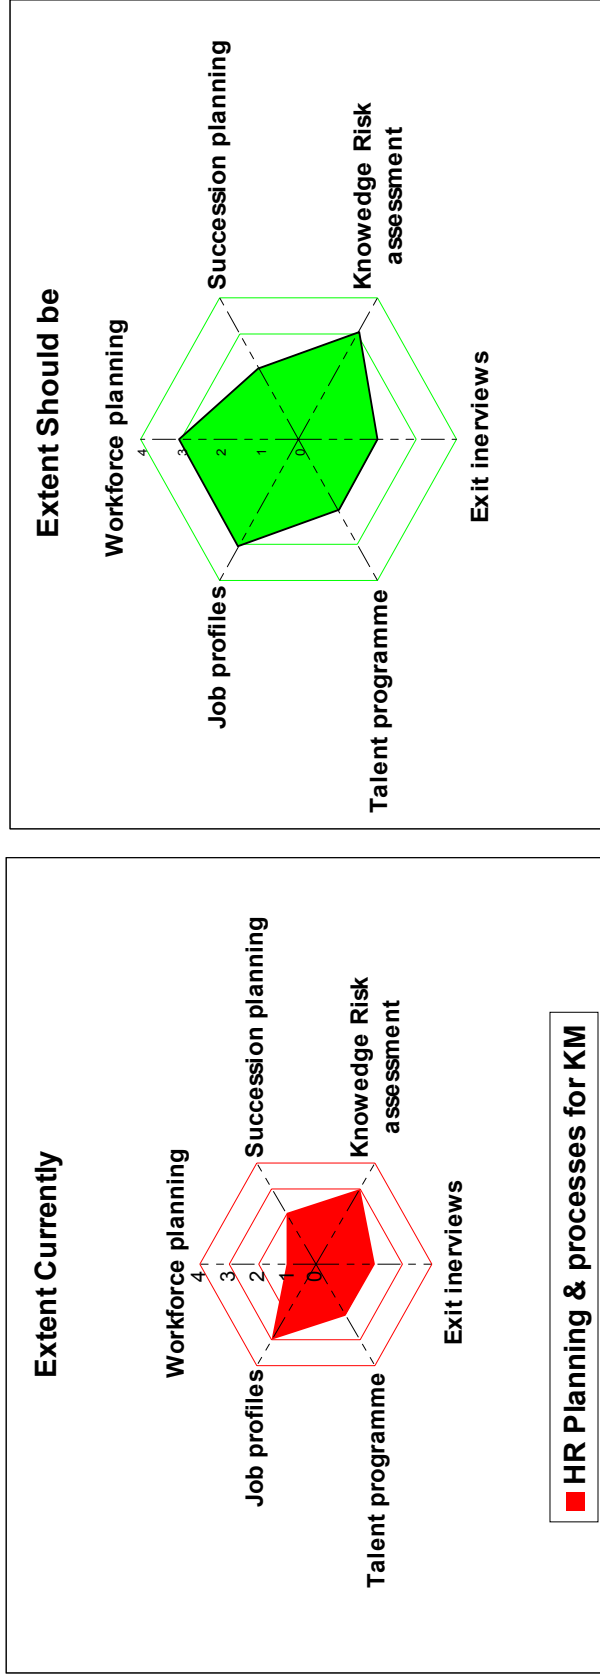 Extent Currently
Workforce planning
4
3
2
1
0
Succession planning
Knowedge Risk
assessment
Exit inerviews
Talent programme
Job profiles
HR Planning & processes for KM
Extent Should be
Workforce planning
4
3
2
1
0
Succession planning
Knowedge Risk
assessment
Exit inerviews
Talent programme
Job profiles